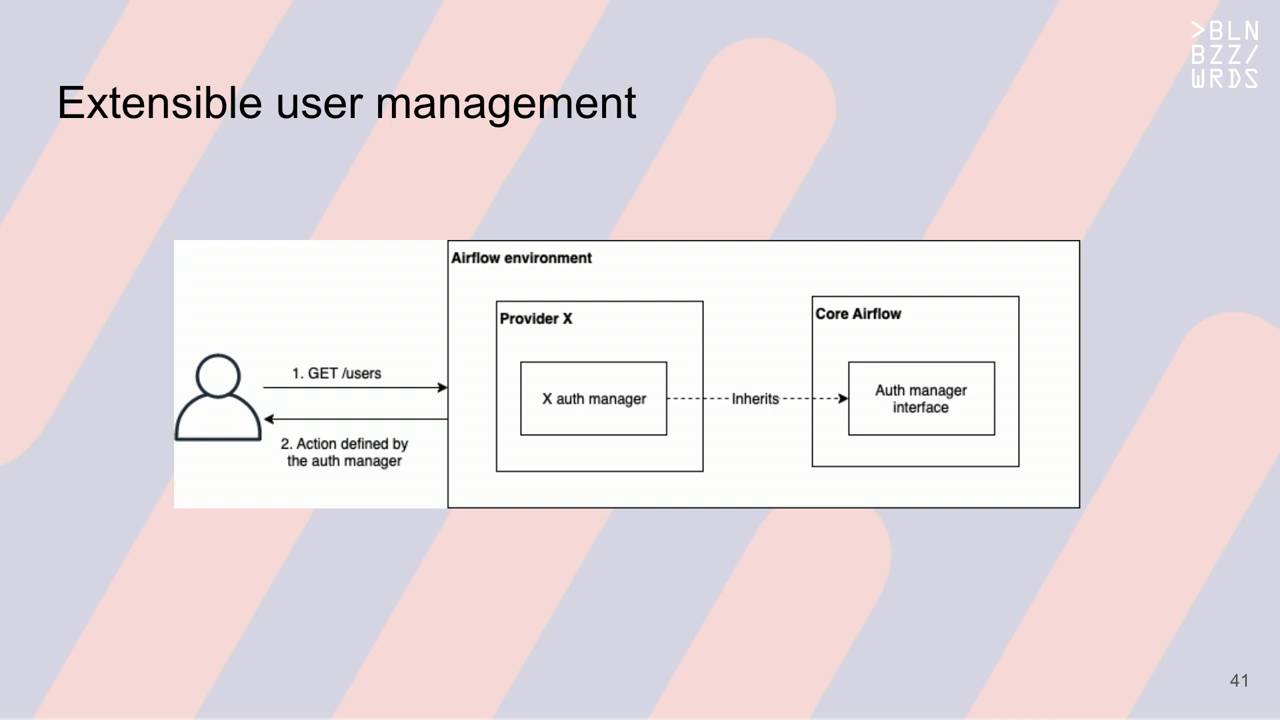 >BLN
BZZ/
WRDS
Extensible user management
Airflow environment
Provider X
Core Airflow
1. GET /users
X auth manager
Inherits
Auth manager
interface
2. Action defined by
the auth manager
41